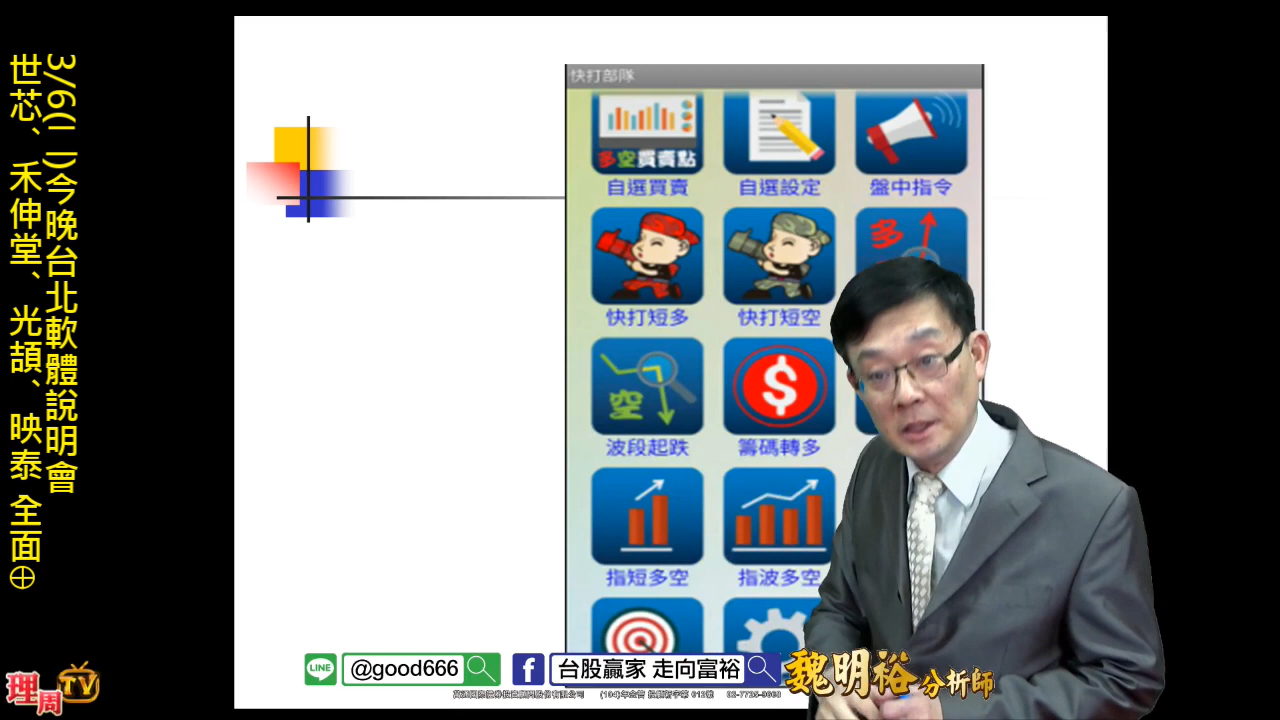 3/6(二)今晚台北軟體說明會
世芯、禾伸堂、光頡、映泰 全面⊕
快打部隊
多空買賣點
自選買賣
自選設定
盤中指令
多
快打短多
快打短空
空
$
波段起跌
籌碼轉多
指短多空
指波多空
LINE
@good666
f
台股贏家 走向富裕
魏明裕 分析師
理周TV